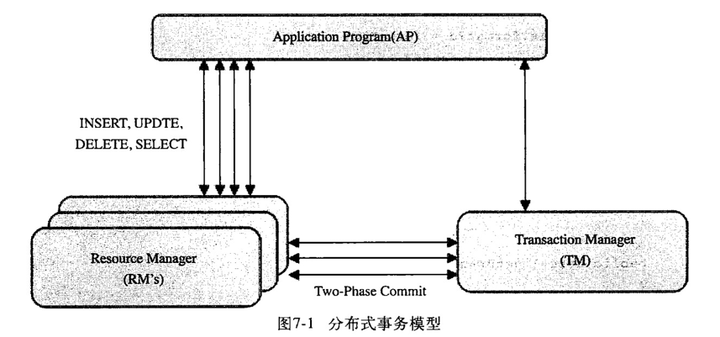 Application Program(AP)
INSERT, UPDTE,
DELETE, SELECT
Resource Manager
(RM's)
Transaction Manager
(TM)
Two-Phase Commit
图7-1 分布式事务模型